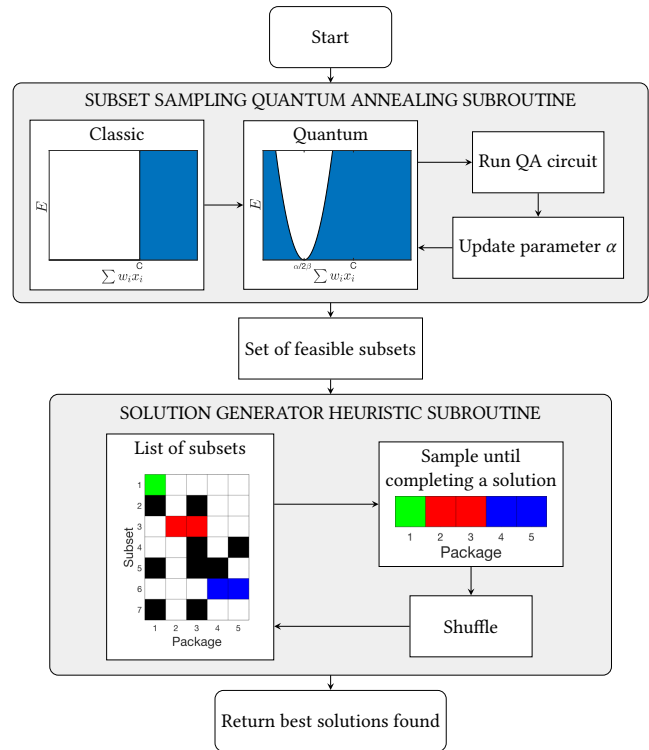 Start
SUBSET SAMPLING QUANTUM ANNEALING SUBROUTINE
Classic
E
C
∑ wᵢxᵢ
Quantum
E
α/2β
C
∑ wᵢxᵢ
Run QA circuit
Update parameter α
Set of feasible subsets
SOLUTION GENERATOR HEURISTIC SUBROUTINE
List of subsets
Subset
1
2
3
4
5
6
7
1 2 3 4 5
Package
Sample until
completing a solution
1 2 3 4 5
Package
Shuffle
Return best solutions found